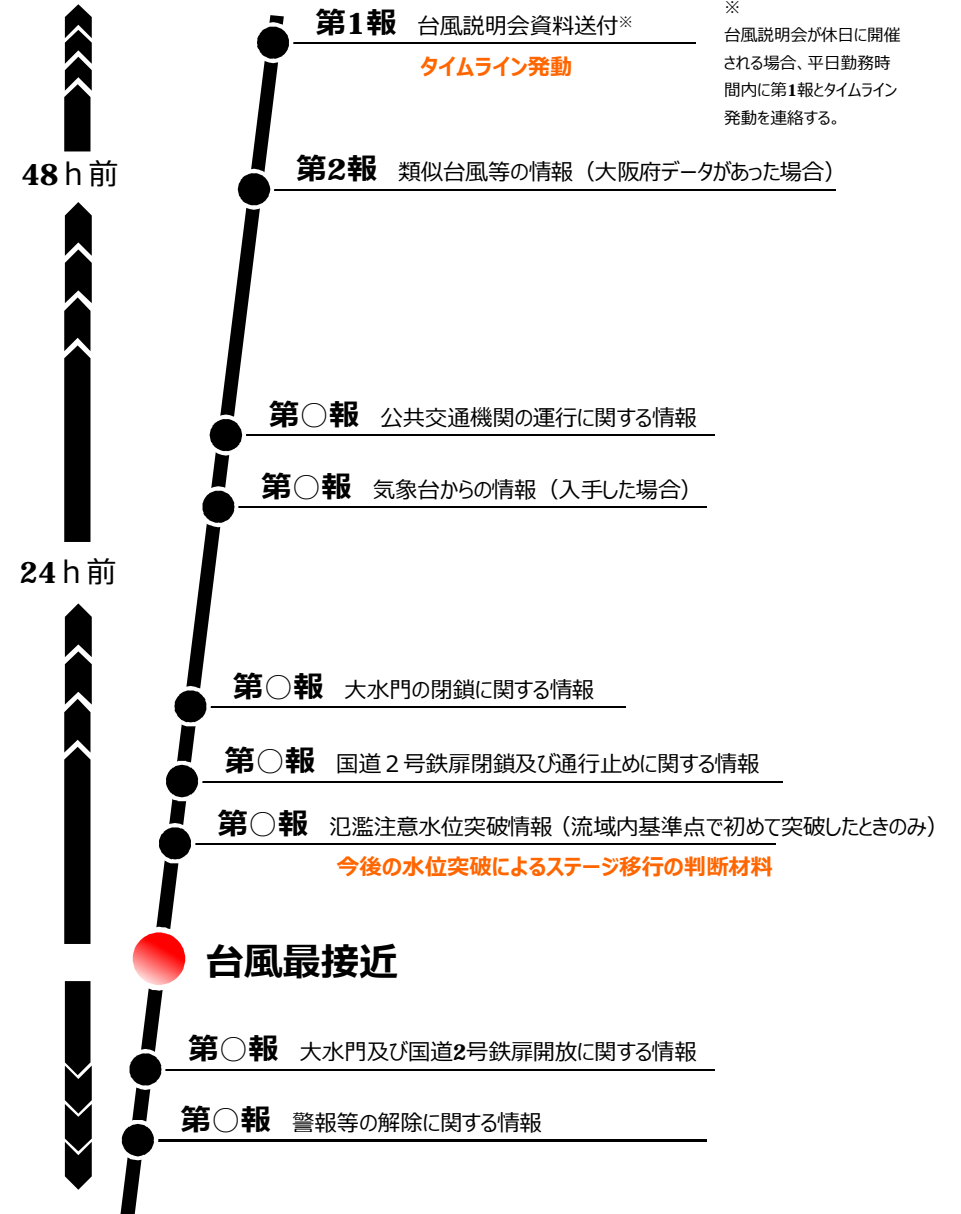 第1報 台風説明会資料送付※
タイムライン発動
※
台風説明会が休日に開催
される場合、平日勤務時
間内に第1報とタイムライン
発動を連絡する。
48ｈ前
第2報 類似台風等の情報（大阪府データがあった場合）
第○報 公共交通機関の運行に関する情報
第○報 気象台からの情報（入手した場合）
24ｈ前
第○報 大水門の閉鎖に関する情報
第○報 国道２号鉄扉閉鎖及び通行止めに関する情報
第○報 氾濫注意水位突破情報（流域内基準点で初めて突破したときのみ）
今後の水位突破によるステージ移行の判断材料
台風最接近
第○報 大水門及び国道2号鉄扉開放に関する情報
第○報 警報等の解除に関する情報